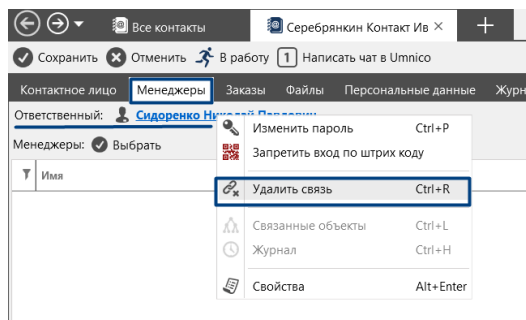 Все контакты
Серебрянкин Контакт Ив
Сохранить Отменить В работу 1 Написать чат в Umnico
Контактное лицо Менеджеры Заказы Файлы Персональные данные Журн
Ответственный: Сидоренко
Изменить пароль Ctrl+P
Менеджеры: Выбрать
Запретить вход по штрих коду
Имя
Удалить связь Ctrl+R
Связанные объекты Ctrl+L
Журнал Ctrl+H
Свойства Alt+Enter